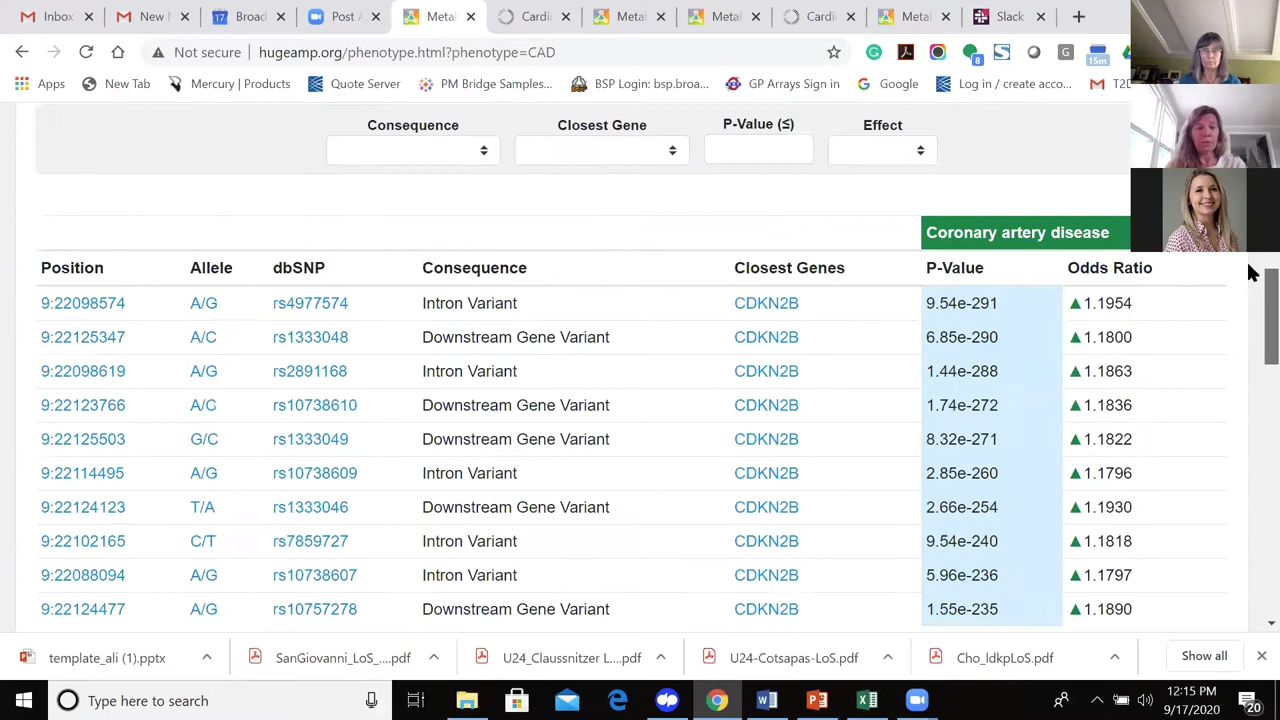 Inbox
New M
Broad
Post A
Metal
Cardi
Metal
Metal
Cardi
Metal
Slack
Not secure
hugeamp.org/phenotype.html?phenotype=CAD
8
G
15m
Apps
New Tab
Mercury | Products
Quote Server
PM Bridge Samples...
BSP Login: bsp.broa...
GP Arrays Sign in
Google
Log in / create acco...
T2D
Consequence Closest Gene P-Value (≤) Effect
Coronary artery disease
Position Allele dbSNP Consequence Closest Genes P-Value Odds Ratio
9:22098574 A/G rs4977574 Intron Variant CDKN2B 9.54e-291 ▲1.1954
9:22125347 A/C rs1333048 Downstream Gene Variant CDKN2B 6.85e-290 ▲1.1800
9:22098619 A/G rs2891168 Intron Variant CDKN2B 1.44e-288 ▲1.1863
9:22123766 A/C rs10738610 Downstream Gene Variant CDKN2B 1.74e-272 ▲1.1836
9:22125503 G/C rs1333049 Downstream Gene Variant CDKN2B 8.32e-271 ▲1.1822
9:22114495 A/G rs10738609 Intron Variant CDKN2B 2.85e-260 ▲1.1796
9:22124123 T/A rs1333046 Downstream Gene Variant CDKN2B 2.66e-254 ▲1.1930
9:22102165 C/T rs7859727 Intron Variant CDKN2B 9.54e-240 ▲1.1818
9:22088094 A/G rs10738607 Intron Variant CDKN2B 5.96e-236 ▲1.1797
9:22124477 A/G rs10757278 Downstream Gene Variant CDKN2B 1.55e-235 ▲1.1890
template_ali (1).pptx
SanGiovanni_LoS_....pdf
U24_Claussnitzer L....pdf
U24-Cotsapas-LoS.pdf
Cho_ldkpLoS.pdf
Show all
Type here to search
12:15 PM
9/17/2020
20